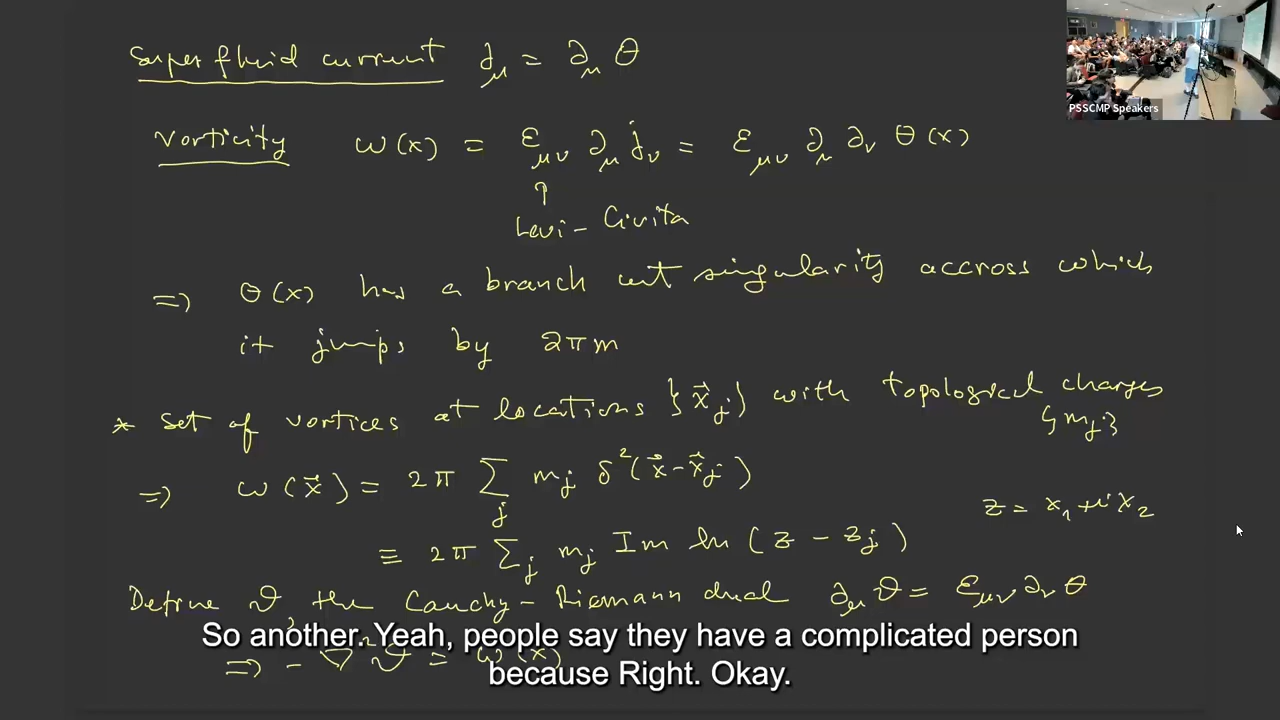 PSSCMP Speakers
Superfluid current j_μ = ∂_μ θ
Vorticity ω(x) = ε_μν ∂_μ j_ν = ε_μν ∂_μ ∂_ν θ(x)
↑
Levi-Civita
⇒ θ(x) has a branch cut singularity accross which
it jumps by 2πm
* Set of vortices at locations {x⃗_j} with topological charges
{m_j}
⇒ ω(x⃗) = 2π Σ_j m_j δ²(x⃗-x⃗_j)
z = x₁+ix₂
≡ 2π Σ_j m_j Im ln (z - z_j)
Define ϑ, the Cauchy-Riemann dual ∂_μ ϑ = ε_μν ∂_ν θ
⇒ -∇²ϑ = ω(x)
So another. Yeah, people say they have a complicated person
because Right. Okay.